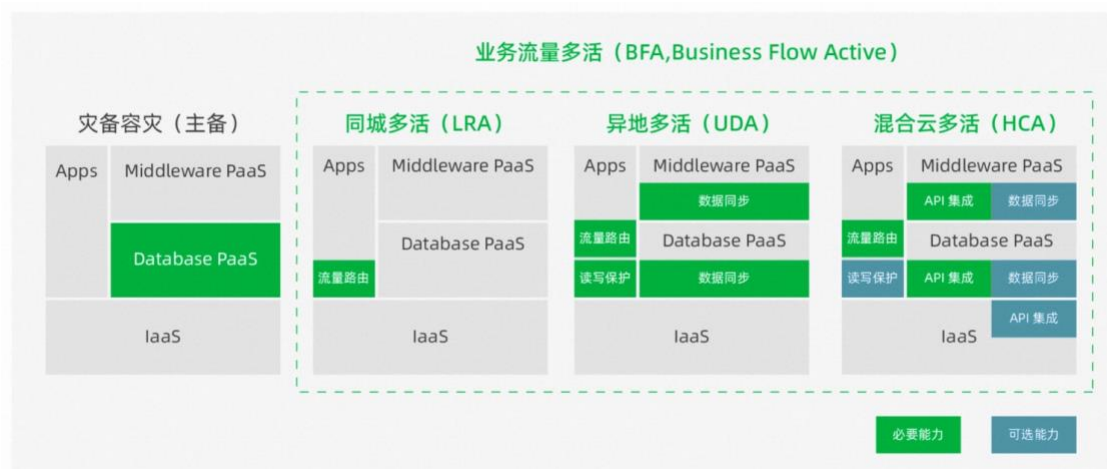 业务流量多活（BFA,Business Flow Active）
灾备容灾（主备）
Apps
Middleware PaaS
Database PaaS
IaaS
同城多活（LRA）
Apps
Middleware PaaS
Database PaaS
流量路由
IaaS
异地多活（UDA）
Apps
Middleware PaaS
数据同步
流量路由
Database PaaS
读写保护
数据同步
IaaS
混合云多活（HCA）
Apps
Middleware PaaS
API 集成
数据同步
流量路由
Database PaaS
读写保护
API 集成
数据同步
API 集成
IaaS
必要能力
可选能力